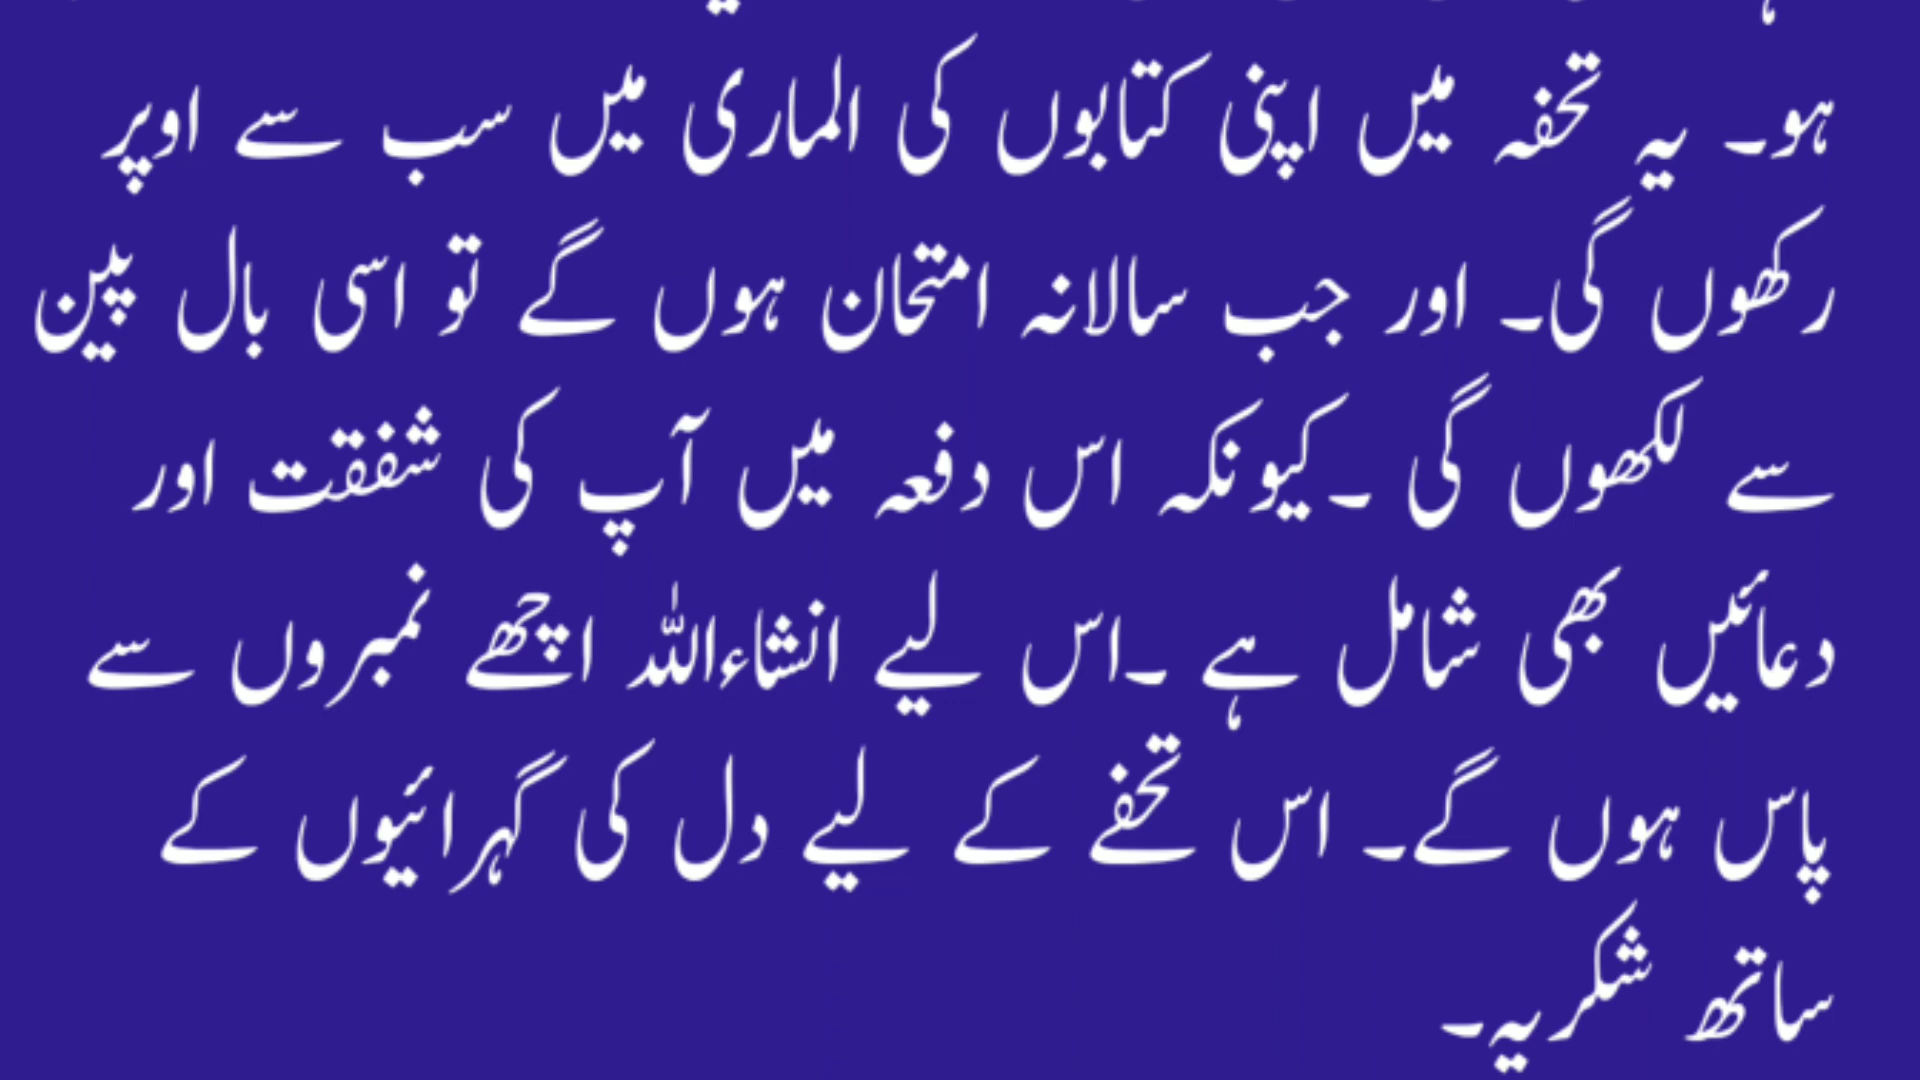 ہو۔ یہ تحفہ میں اپنی کتابوں کی الماری میں سب سے اوپر
رکھوں گی۔ اور جب سالانہ امتحان ہوں گے تو اسی بال پین
سے لکھوں گی ۔کیونکہ اس دفعہ میں آپ کی شفقت اور
دعائیں بھی شامل ہے ۔اس لیے انشاءاللہ اچھے نمبروں سے
پاس ہوں گے۔ اس تحفے کے لیے دل کی گہرائیوں کے
ساتھ شکریہ۔